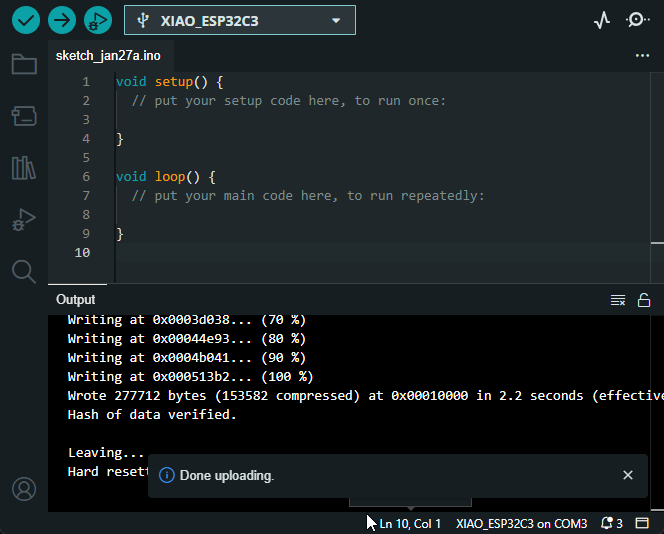 XIAO_ESP32C3
sketch_jan27a.ino
1 void setup() {
2 // put your setup code here, to run once:
3
4 }
5
6 void loop() {
7 // put your main code here, to run repeatedly:
8
9 }
10
Output
Writing at 0x0003d038... (70 %)
Writing at 0x00044e93... (80 %)
Writing at 0x0004b041... (90 %)
Writing at 0x000513b2... (100 %)
Wrote 277712 bytes (153582 compressed) at 0x00010000 in 2.2 seconds (effective
Hash of data verified.
Leaving...
Hard resett
Done uploading.
Ln 10, Col 1 XIAO_ESP32C3 on COM3 3